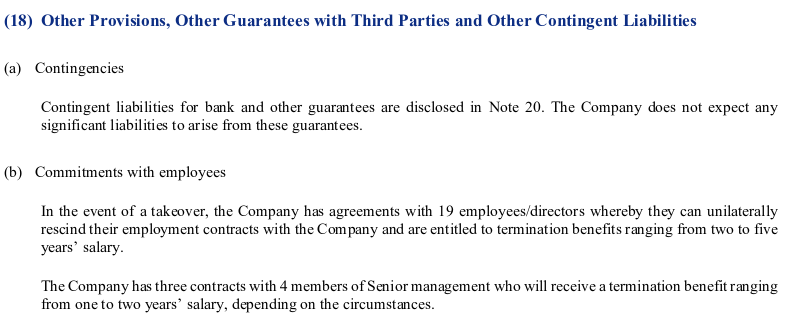 (18) Other Provisions, Other Guarantees with Third Parties and Other Contingent Liabilities
(a) Contingencies
Contingent liabilities for bank and other guarantees are disclosed in Note 20. The Company does not expect any
significant liabilities to arise from these guarantees.
(b) Commitments with employees
In the event of a takeover, the Company has agreements with 19 employees/directors whereby they can unilaterally
rescind their employment contracts with the Company and are entitled to termination benefits ranging from two to five
years’ salary.
The Company has three contracts with 4 members of Senior management who will receive a termination benefit ranging
from one to two years’ salary, depending on the circumstances.